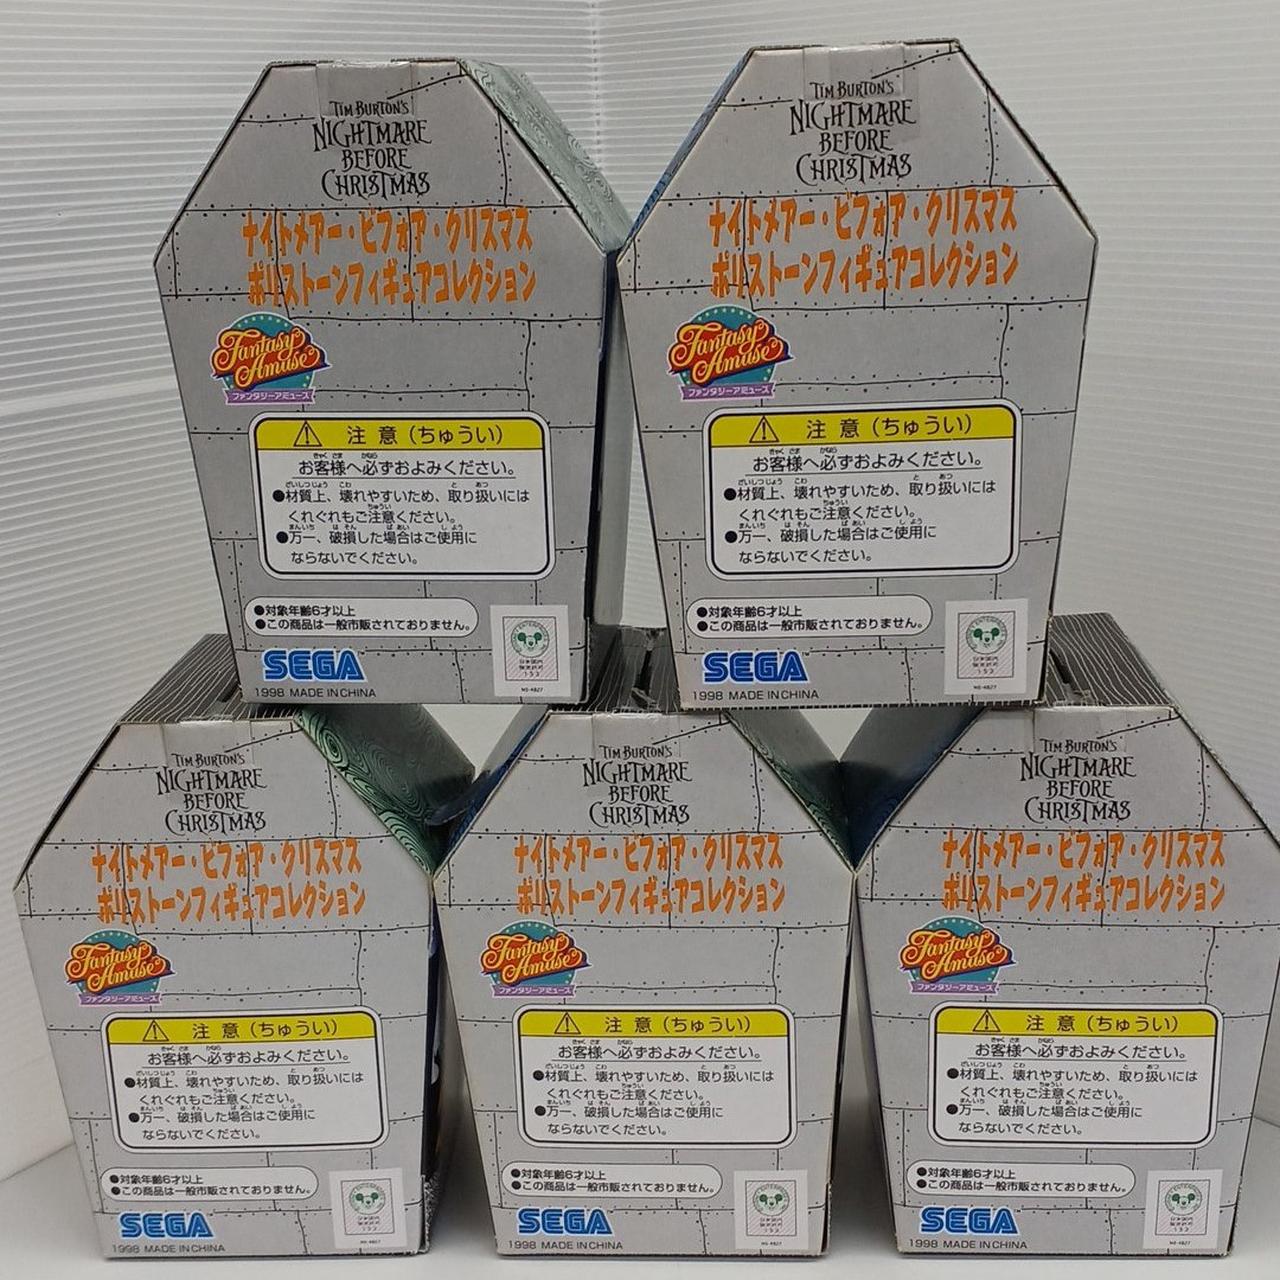 TIM BURTON'S
NIGHTMARE
BEFORE
CHRISTMAS
ナイトメアー・ビフォア・クリスマス
ポリストーンフィギュアコレクション
Fantasy
Amuse
ファンタジーアミューズ
注意(ちゅうい)
お客様へ必ずおよみください。
●材質上、壊れやすいため、取り扱いには
くれぐれもご注意ください。
●万一、破損した場合はご使用に
ならないでください。
●対象年齢6才以上
●この商品は一般市販されておりません。
SEGA
1998 MADE IN CHINA
TIM BURTON'S
NIGHTMARE
BEFORE
CHRISTMAS
ナイトメアー・ビフォア・クリスマス
ポリストーンフィギュアコレクション
Fantasy
Amuse
ファンタジーアミューズ
注意(ちゅうい)
お客様へ必ずおよみください。
●材質上、壊れやすいため、取り扱いには
くれぐれもご注意ください。
●万一、破損した場合はご使用に
ならないでください。
●対象年齢6才以上
●この商品は一般市販されておりません。
SEGA
1998 MADE IN CHINA
TIM BURTON'S
NIGHTMARE
BEFORE
CHRISTMAS
ナイトメアー・ビフォア・クリスマス
ポリストーンフィギュアコレクション
Fantasy
Amuse
ファンタジーアミューズ
注意(ちゅうい)
お客様へ必ずおよみください。
●材質上、壊れやすいため、取り扱いには
くれぐれもご注意ください。
●万一、破損した場合はご使用に
ならないでください。
●対象年齢6才以上
●この商品は一般市販されておりません。
SEGA
1998 MADE IN CHINA
TIM BURTON'S
NIGHTMARE
BEFORE
CHRISTMAS
ナイトメアー・ビフォア・クリスマス
ポリストーンフィギュアコレクション
Fantasy
Amuse
ファンタジーアミューズ
注意(ちゅうい)
お客様へ必ずおよみください。
●材質上、壊れやすいため、取り扱いには
くれぐれもご注意ください。
●万一、破損した場合はご使用に
ならないでください。
●対象年齢6才以上
●この商品は一般市販されておりません。
SEGA
1998 MADE IN CHINA
TIM BURTON'S
NIGHTMARE
BEFORE
CHRISTMAS
ナイトメアー・ビフォア・クリスマス
ポリストーンフィギュアコレクション
Fantasy
Amuse
ファンタジーアミューズ
注意(ちゅうい)
お客様へ必ずおよみください。
●材質上、壊れやすいため、取り扱いには
くれぐれもご注意ください。
●万一、破損した場合はご使用に
ならないでください。
●対象年齢6才以上
●この商品は一般市販されておりません。
SEGA
1998 MADE IN CHINA